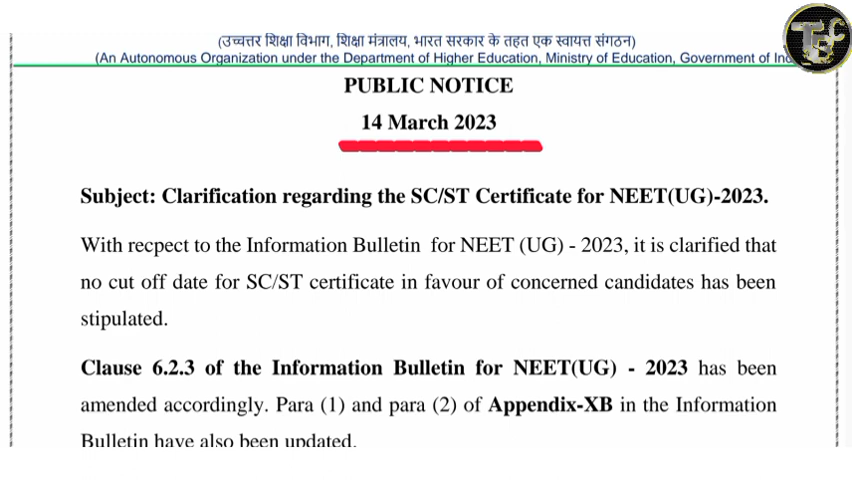 (उच्चतर शिक्षा विभाग, शिक्षा मंत्रालय, भारत सरकार के तहत एक स्वायत्त संगठन)
(An Autonomous Organization under the Department of Higher Education, Ministry of Education, Government of
PUBLIC NOTICE
14 March 2023
Subject: Clarification regarding the SC/ST Certificate for NEET(UG)-2023.
With recpect to the Information Bulletin for NEET (UG) - 2023, it is clarified that
no cut off date for SC/ST certificate in favour of concerned candidates has been
stipulated.
Clause 6.2.3 of the Information Bulletin for NEET(UG) - 2023 has been
amended accordingly. Para (1) and para (2) of Appendix-XB in the Information
Bulletin have also been updated.